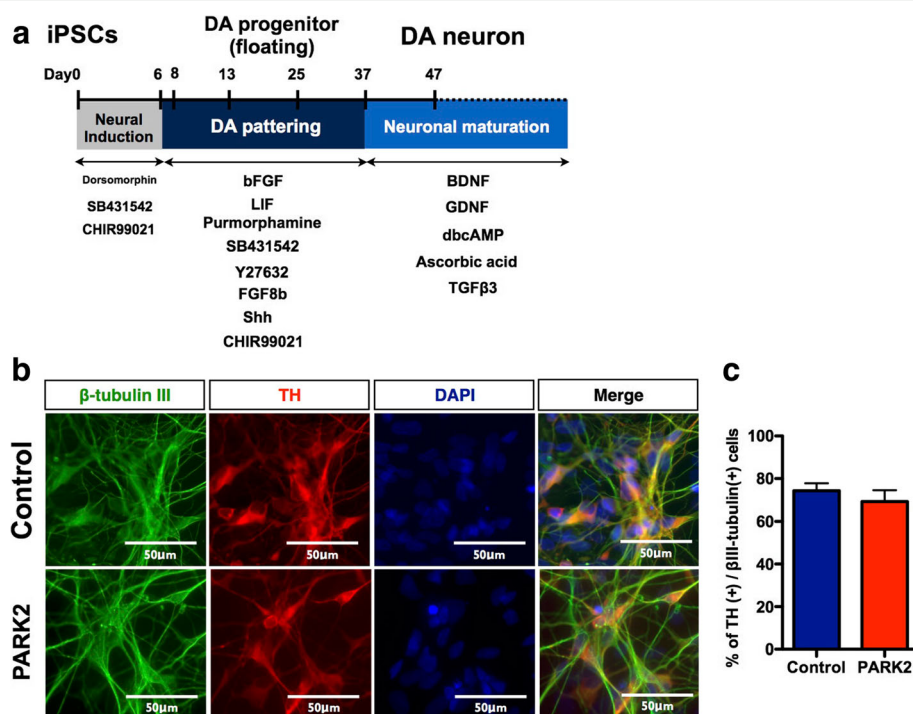 a iPSCs
DA progenitor
(floating)
DA neuron
Day0 6 8 13 25 37 47
Neural
Induction
DA pattering
Neuronal maturation
Dorsomorphin
SB431542
CHIR99021
bFGF
LIF
Purmorphamine
SB431542
Y27632
FGF8b
Shh
CHIR99021
BDNF
GDNF
dbcAMP
Ascorbic acid
TGFβ3
b
β-tubulin III TH DAPI Merge
Control
50μm 50μm 50μm 50μm
PARK2
50μm 50μm 50μm 50μm
c
% of TH (+) / βIII-tubulin(+) cells
100
80
60
40
20
0
Control PARK2